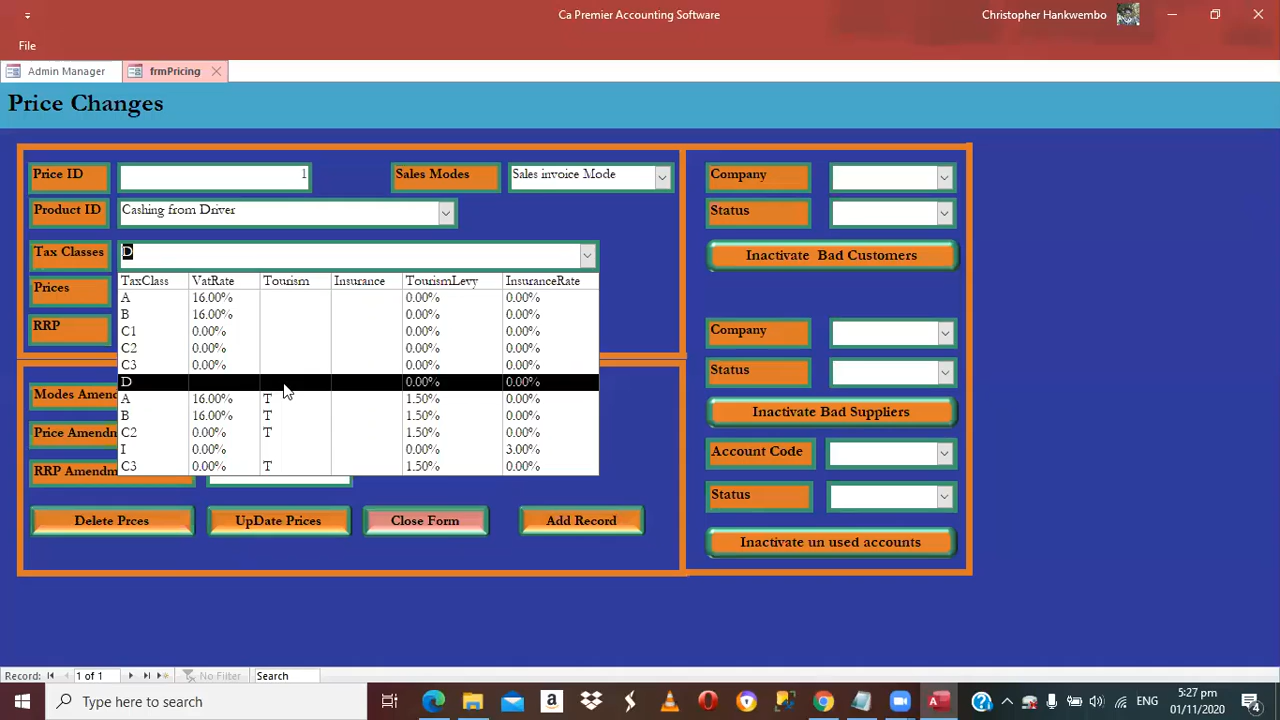 Ca Premier Accounting Software
Christopher Hankwembo
File
Admin Manager
frmPricing
Price Changes
Price ID
1
Sales Modes
Sales invoice Mode
Product ID
Cashing from Driver
Tax Classes
D
TaxClass VatRate Tourism Insurance TourismLevy InsuranceRate
A 16.00% 0.00% 0.00%
B 16.00% 0.00% 0.00%
C1 0.00% 0.00% 0.00%
C2 0.00% 0.00% 0.00%
C3 0.00% 0.00% 0.00%
D 0.00% 0.00%
A 16.00% T 1.50% 0.00%
B 16.00% T 1.50% 0.00%
C2 0.00% T 1.50% 0.00%
I 0.00% 0.00% 3.00%
C3 0.00% T 1.50% 0.00%
Prices
RRP
Modes Amend
Price Amendn
RRP Amendm
Delete Prces
UpDate Prices
Close Form
Add Record
Company
Status
Inactivate Bad Customers
Company
Status
Inactivate Bad Suppliers
Account Code
Status
Inactivate un used accounts
Record:
1 of 1
No Filter
Search
Type here to search
ENG
5:27 pm
01/11/2020
4